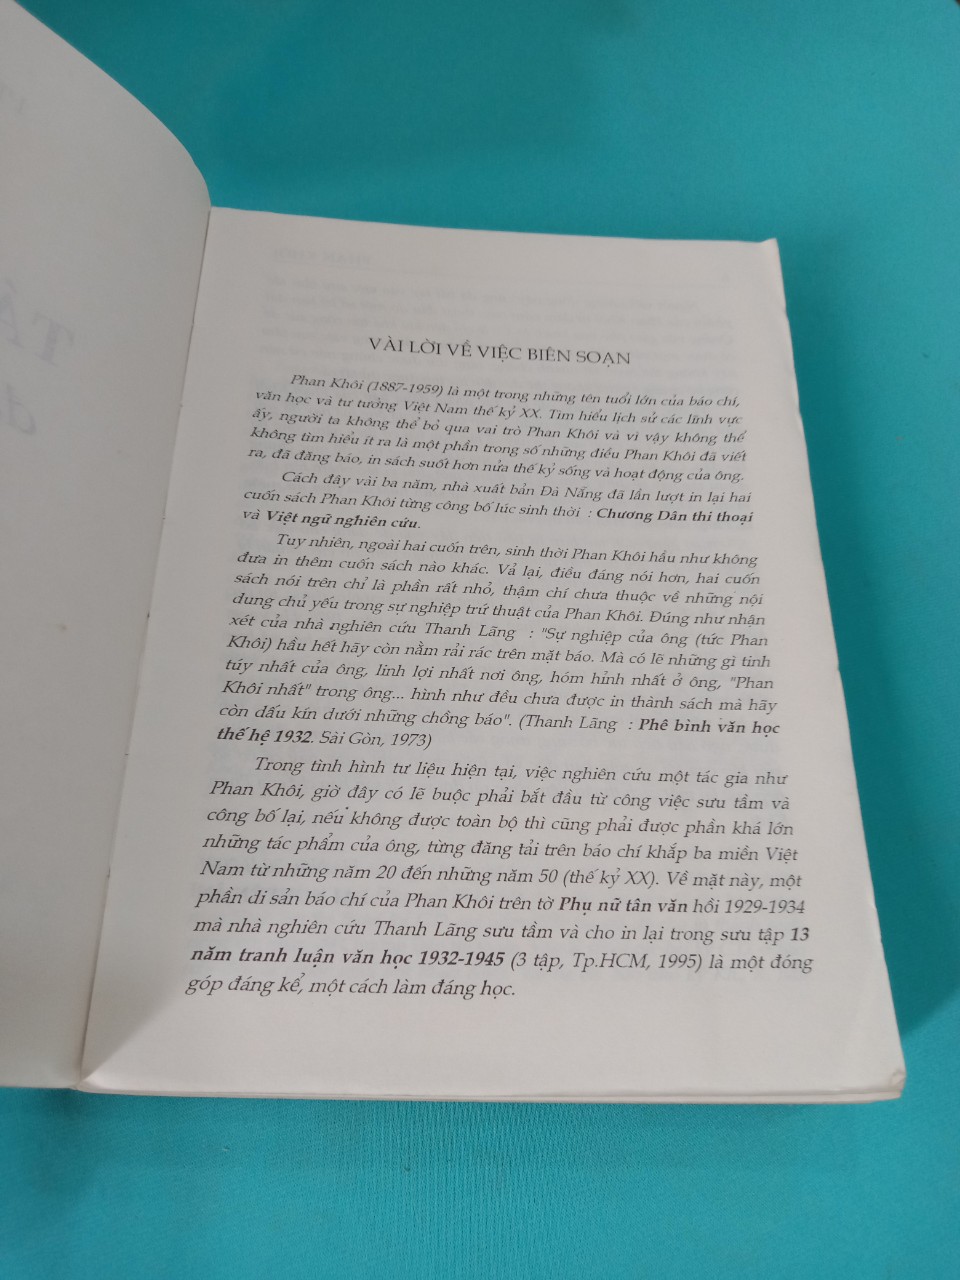 VÀI LỜI VỀ VIỆC BIÊN SOẠN
Phan Khôi (1887-1959) là một trong những tên tuổi lớn của báo chí,
văn học và tư tưởng Việt Nam thế kỷ XX. Tìm hiểu lịch sử các lĩnh vực
ấy, người ta không thể bỏ qua vai trò Phan Khôi và vì vậy không thể
không tìm hiểu ít ra là một phần trong số những điều Phan Khôi đã viết
ra, đã đăng báo, in sách suốt hơn nửa thế kỷ sống và hoạt động của ông.
Cách đây vài ba năm, nhà xuất bản Đà Nẵng đã lần lượt in lại hai
cuốn sách Phan Khôi từng công bố lúc sinh thời : Chương Dân thi thoại
và Việt ngữ nghiên cứu.
Tuy nhiên, ngoài hai cuốn trên, sinh thời Phan Khôi hầu như không
đưa in thêm cuốn sách nào khác. Vả lại, điều đáng nói hơn, hai cuốn
sách nói trên chỉ là phần rất nhỏ, thậm chí chưa thuộc về những nội
dung chủ yếu trong sự nghiệp trứ thuật của Phan Khôi. Đúng như nhận
xét của nhà nghiên cứu Thanh Lãng : "Sự nghiệp của ông (tức Phan
Khôi) hầu hết hãy còn nằm rải rác trên mặt báo. Mà có lẽ những gì tinh
túy nhất của ông, linh lợi nhất nơi ông, hóm hỉnh nhất ở ông, "Phan
Khôi nhất" trong ông... hình như đều chưa được in thành sách mà hãy
còn dấu kín dưới những chồng báo". (Thanh Lãng : Phê bình văn học
thế hệ 1932. Sài Gòn, 1973)
Trong tình hình tư liệu hiện tại, việc nghiên cứu một tác gia như
Phan Khôi, giờ đây có lẽ buộc phải bắt đầu từ công việc sưu tầm và
công bố lại, nếu không được toàn bộ thì cũng phải được phần khá lớn
những tác phẩm của ông, từng đăng tải trên báo chí khắp ba miền Việt
Nam từ những năm 20 đến những năm 50 (thế kỷ XX). Về mặt này, một
phần di sản báo chí của Phan Khôi trên tờ Phụ nữ tân văn hồi 1929-1934
mà nhà nghiên cứu Thanh Lãng sưu tầm và cho in lại trong sưu tập 13
năm tranh luận văn học 1932-1945 (3 tập, Tp.HCM, 1995) là một đóng
góp đáng kể, một cách làm đáng học.